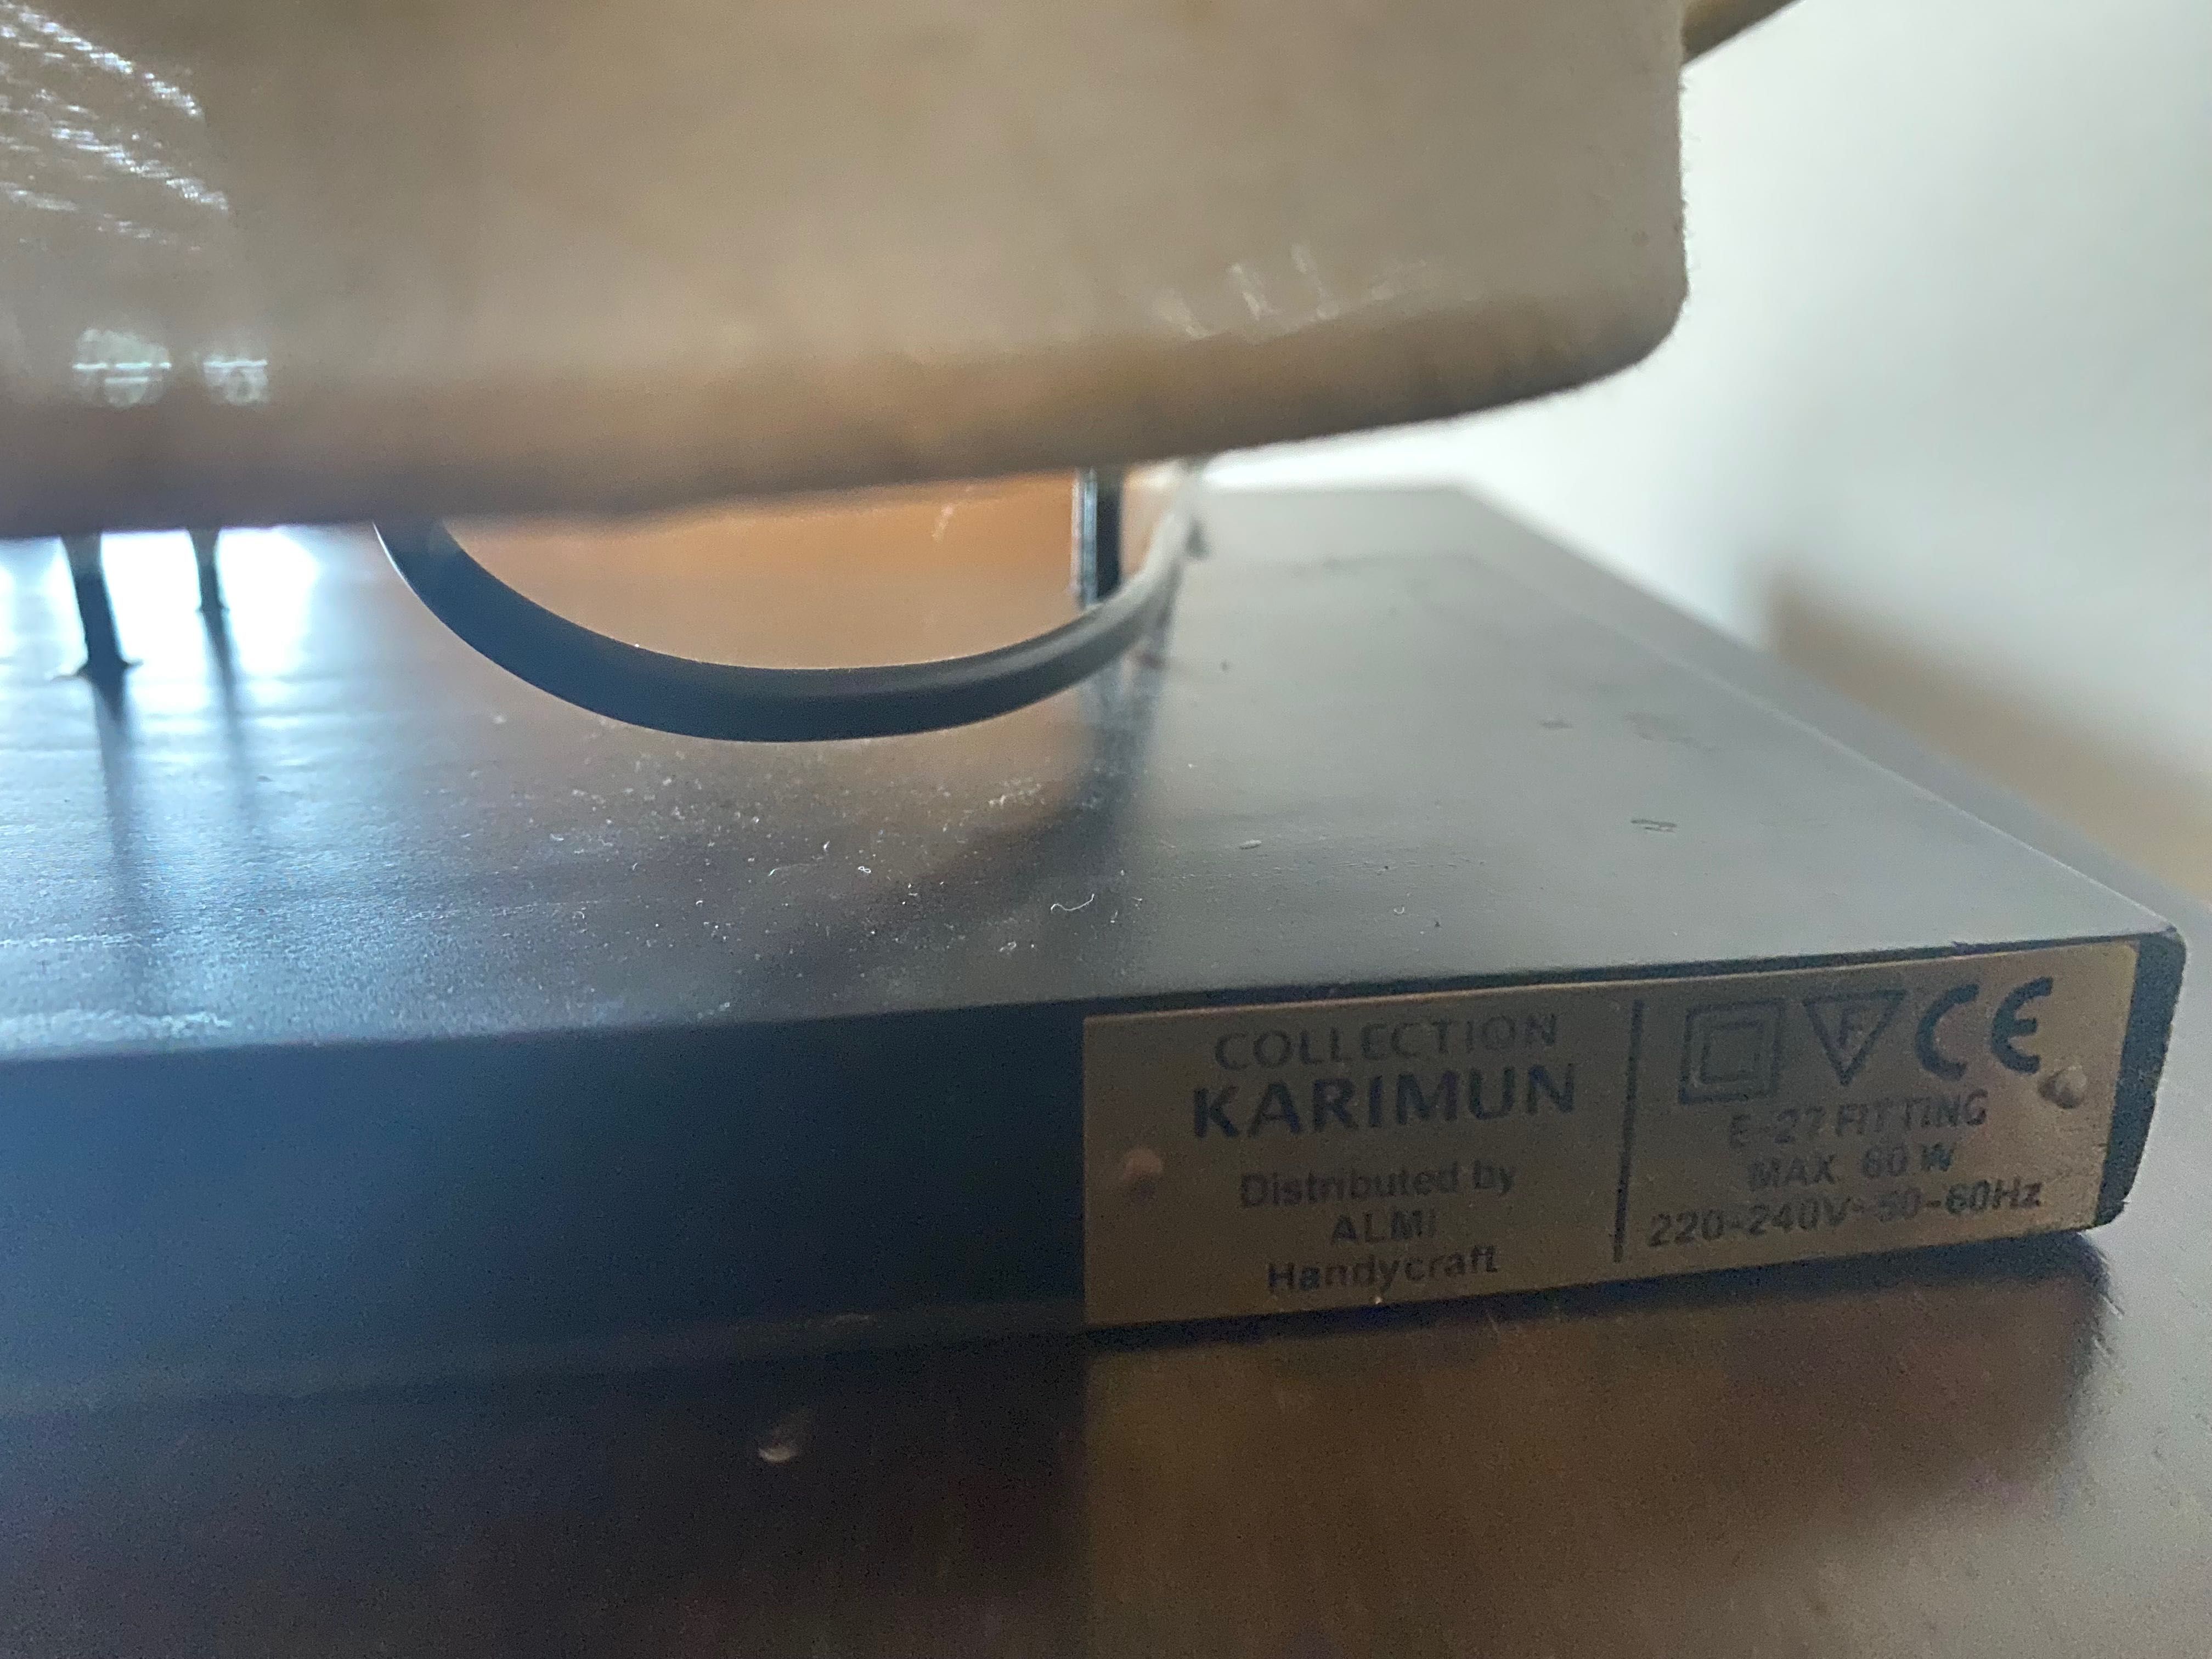 COLLECTION
KARIMUN
Distributed by
ALMI
Handycraft
F CE
E-27 FITTING
MAX. 60 W
220-240V~50-60Hz